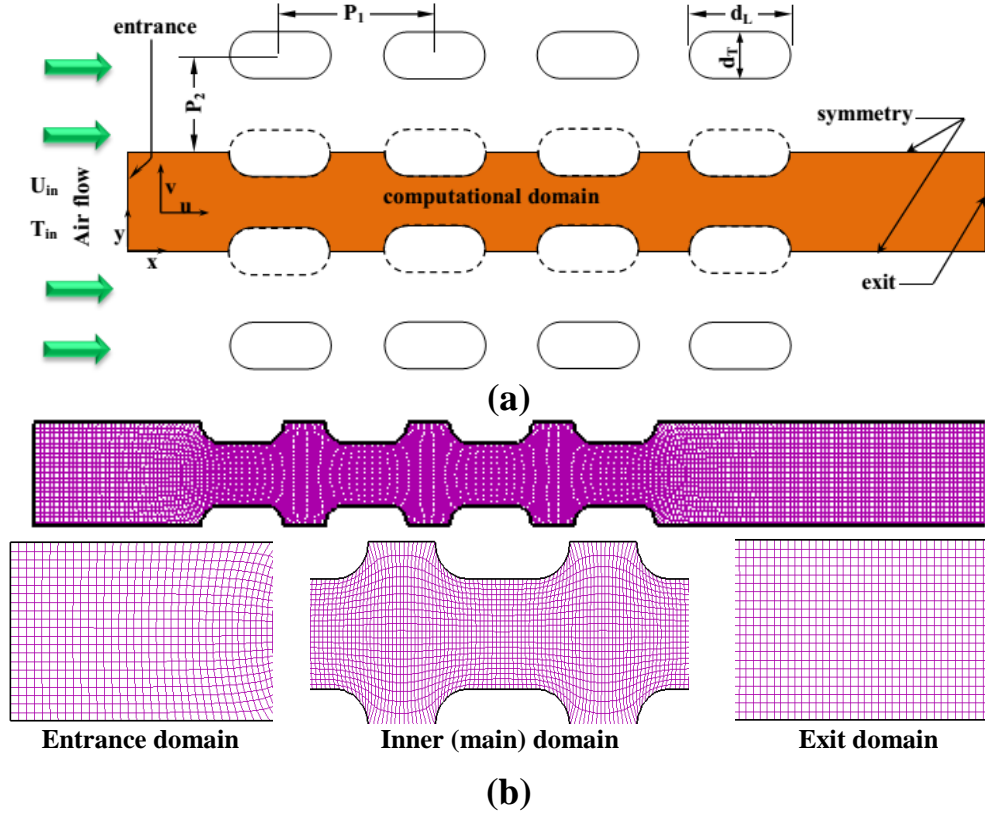 P1
dL
entrance
dT
P2
symmetry
Uin
v
computational domain
Air flow
u
Tin
y
x
exit
(a)
Entrance domain
Inner (main) domain
Exit domain
(b)